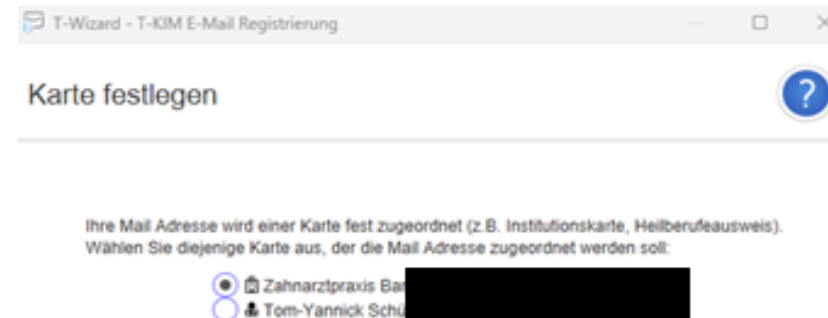 T-Wizard - T-KIM E-Mail Registrierung
Karte festlegen
?
Ihre Mail Adresse wird einer Karte fest zugeordnet (z.B. Institutionskarte, Heilberufeausweis).
Wählen Sie diejenige Karte aus, der die Mail Adresse zugeordnet werden soll:
Zahnarztpraxis Bar
Tom-Yannick Schü